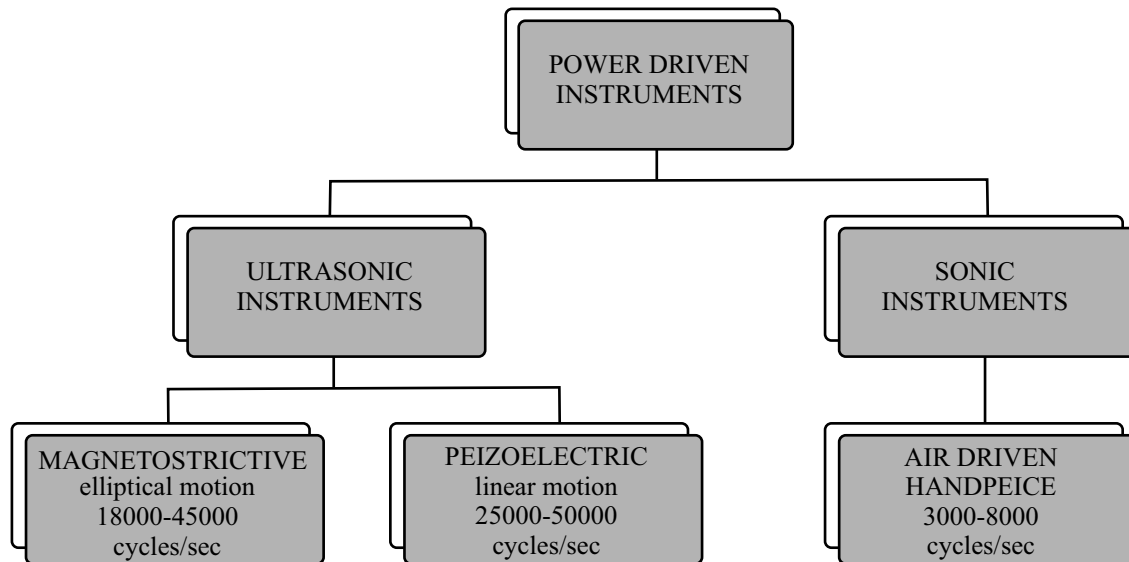 POWER DRIVEN
INSTRUMENTS
ULTRASONIC
INSTRUMENTS
SONIC
INSTRUMENTS
MAGNETOSTRICTIVE
elliptical motion
18000-45000
cycles/sec
PEIZOELECTRIC
linear motion
25000-50000
cycles/sec
AIR DRIVEN
HANDPEICE
3000-8000
cycles/sec